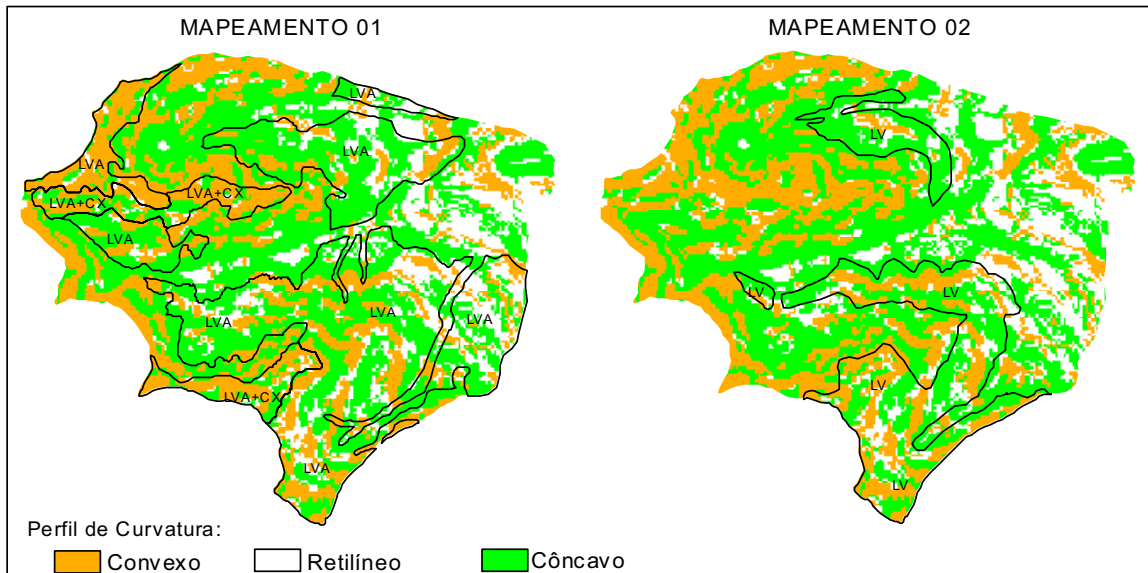 MAPEAMENTO 01
MAPEAMENTO 02
LVA
LVA
LVA
LVA+CX
LVA+CX
LVA
LVA
LVA
LVA
LVA+CX
LVA
LV
LV
LV
LV
LV
Perfil de Curvatura:
Convexo
Retilíneo
Côncavo